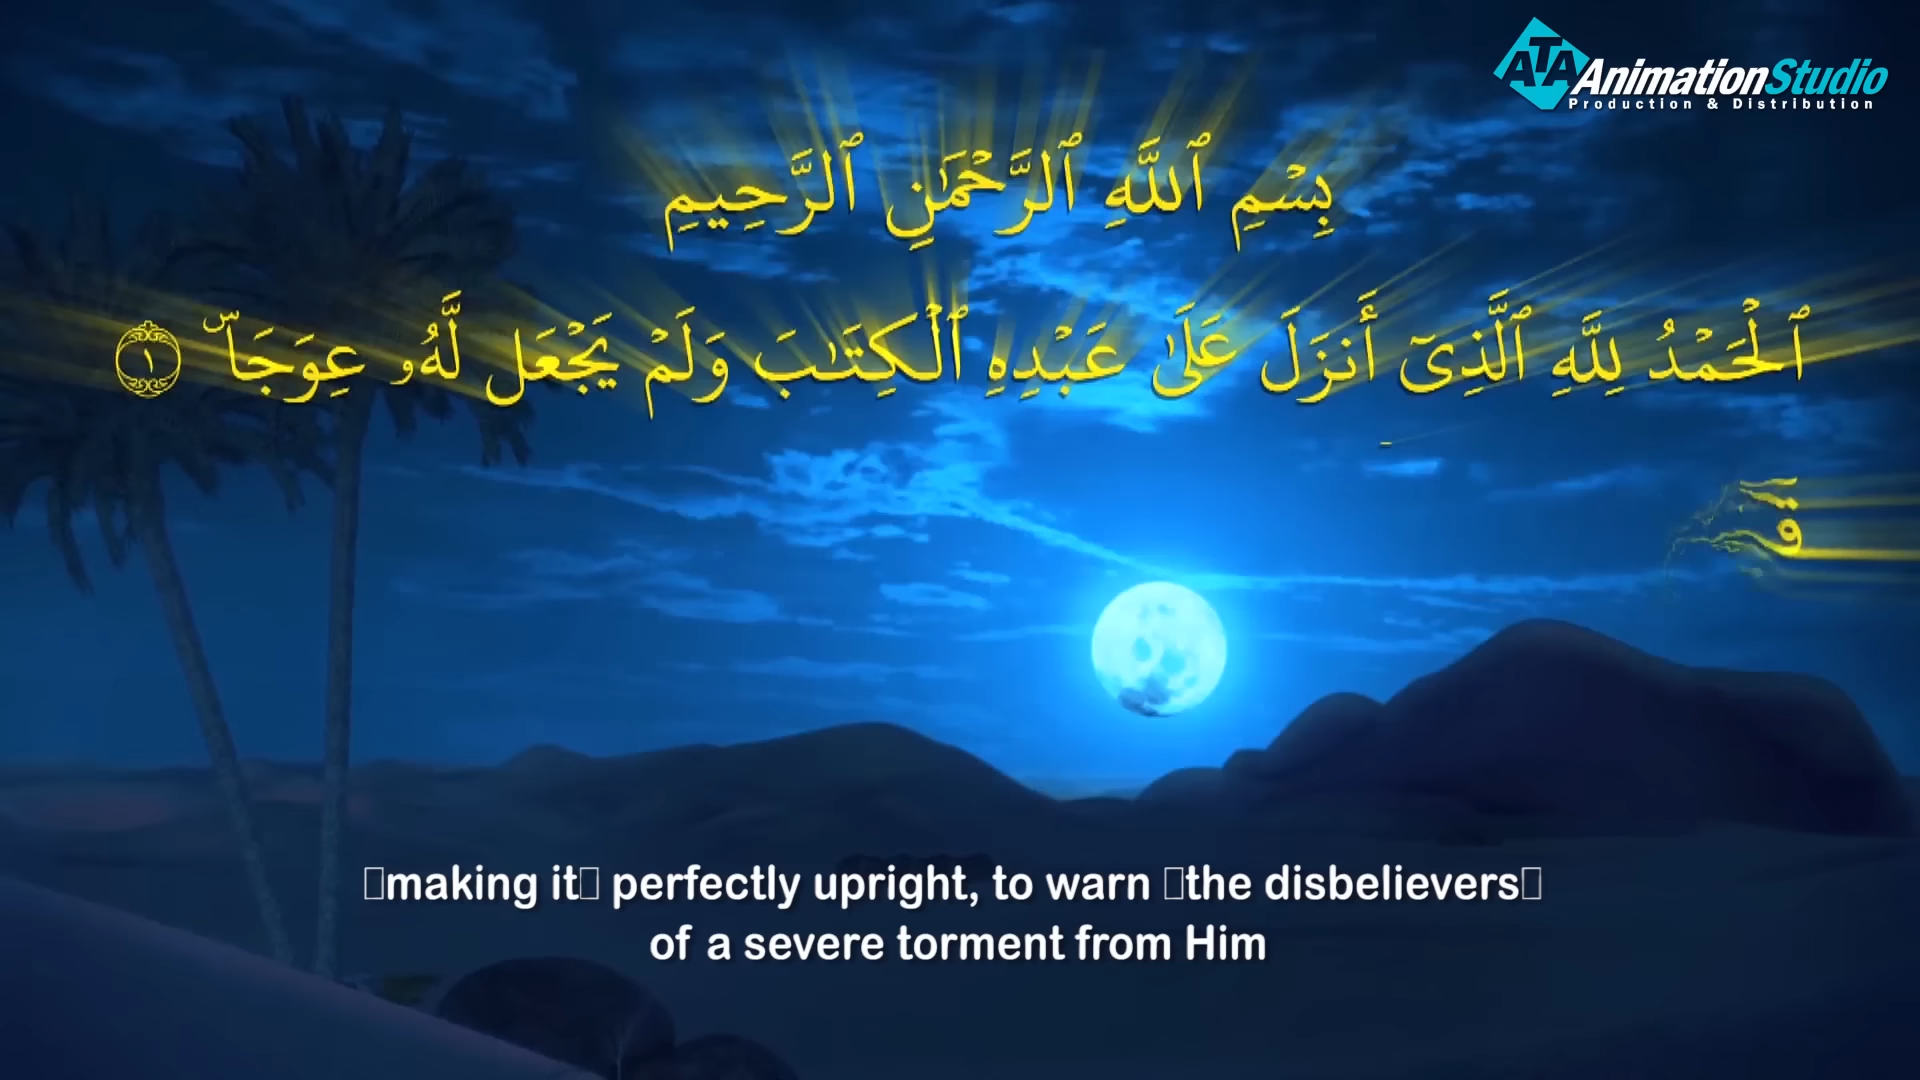 ATA AnimationStudio
Production & Distribution
بِسْمِ ٱللَّهِ ٱلرَّحْمَٰنِ ٱلرَّحِيمِ
ٱلْحَمْدُ لِلَّهِ ٱلَّذِىٓ أَنزَلَ عَلَىٰ عَبْدِهِ ٱلْكِتَٰبَ وَلَمْ يَجْعَل لَّهُۥ عِوَجَاۜ ١
making it perfectly upright, to warn the disbelievers
of a severe torment from Him